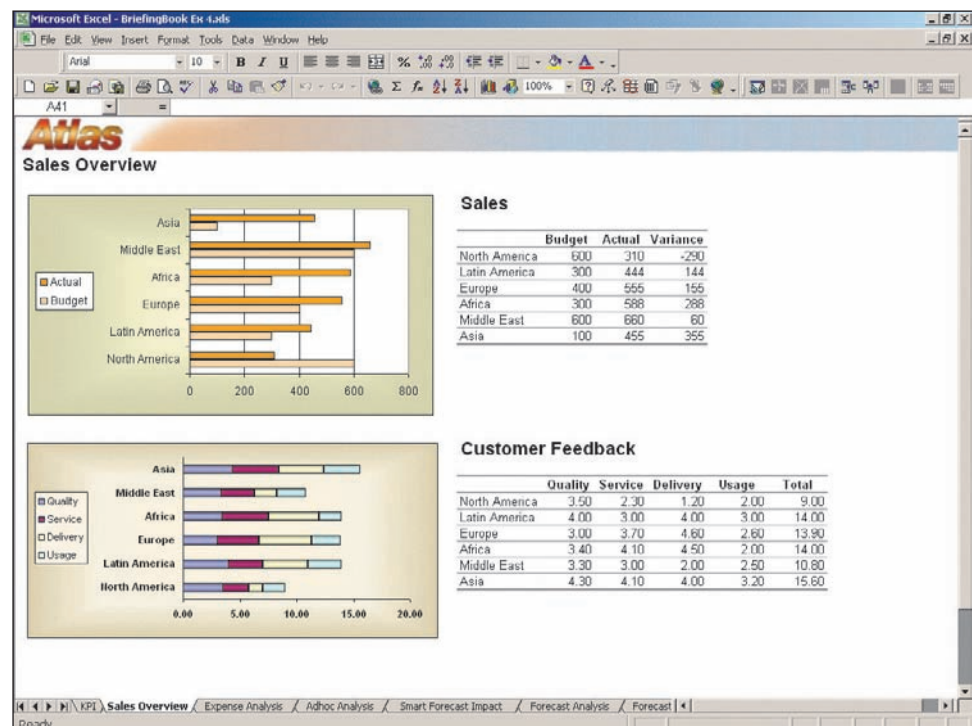 Microsoft Excel - BriefingBook Ex 4.xls
File Edit View Insert Format Tools Data Window Help
Arial 10 B I U %
100%
A41 =
Atlas
Sales Overview
Asia
Middle East
Africa
Europe
Latin America
North America
Actual
Budget
0 200 400 600 800
Sales
Budget Actual Variance
North America 600 310 -290
Latin America 300 444 144
Europe 400 555 155
Africa 300 588 288
Middle East 600 660 60
Asia 100 455 355
Asia
Middle East
Africa
Europe
Latin America
North America
Quality
Service
Delivery
Usage
0.00 5.00 10.00 15.00 20.00
Customer Feedback
Quality Service Delivery Usage Total
North America 3.50 2.30 1.20 2.00 9.00
Latin America 4.00 3.00 4.00 3.00 14.00
Europe 3.00 3.70 4.60 2.60 13.90
Africa 3.40 4.10 4.50 2.00 14.00
Middle East 3.30 3.00 2.00 2.50 10.80
Asia 4.30 4.10 4.00 3.20 15.60
KPI Sales Overview Expense Analysis Adhoc Analysis Smart Forecast Impact Forecast Analysis Forecast
Ready